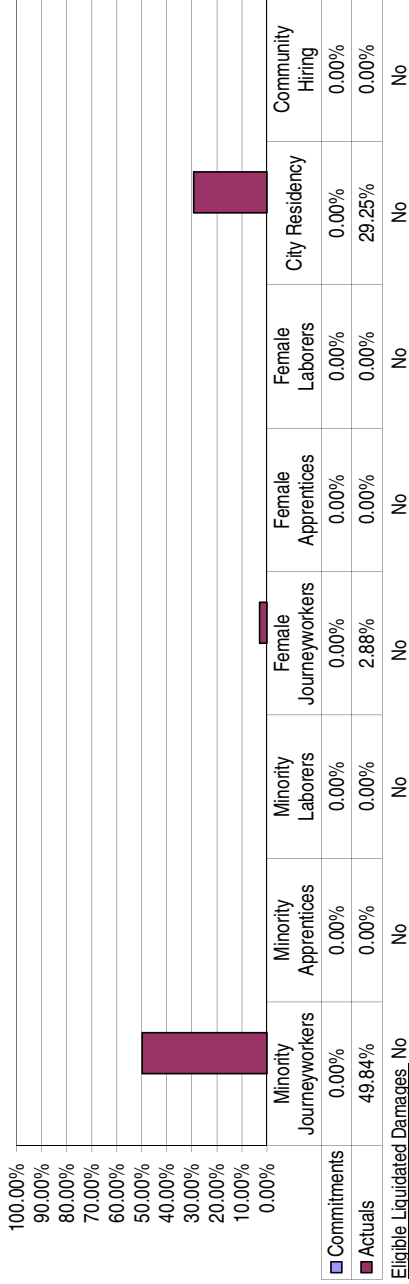 100.00%
90.00%
80.00%
70.00%
60.00%
50.00%
40.00%
30.00%
20.00%
10.00%
0.00%
Minority Journeyworkers Minority Apprentices Minority Laborers Female Journeyworkers Female Apprentices Female Laborers City Residency Community Hiring
Commitments 0.00% 0.00% 0.00% 0.00% 0.00% 0.00% 0.00% 0.00%
Actuals 49.84% 0.00% 0.00% 2.88% 0.00% 0.00% 29.25% 0.00%
Eligible Liquidated Damages No No No No No No No No